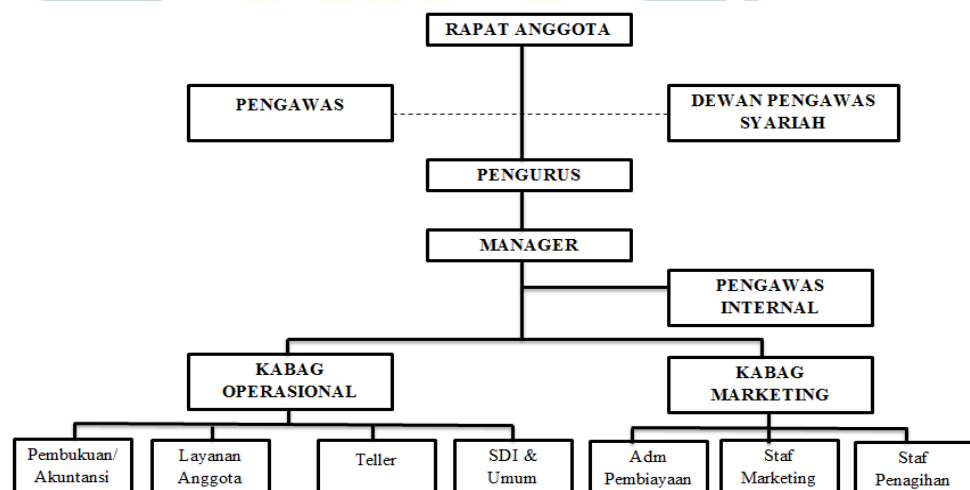 RAPAT ANGGOTA
PENGAWAS
DEWAN PENGAWAS
SYARIAH
PENGURUS
MANAGER
PENGAWAS
INTERNAL
KABAG
OPERASIONAL
KABAG
MARKETING
Pembukuan/
Akuntansi
Layanan
Anggota
Teller
SDI &
Umum
Adm
Pembiayaan
Staf
Marketing
Staf
Penagihan